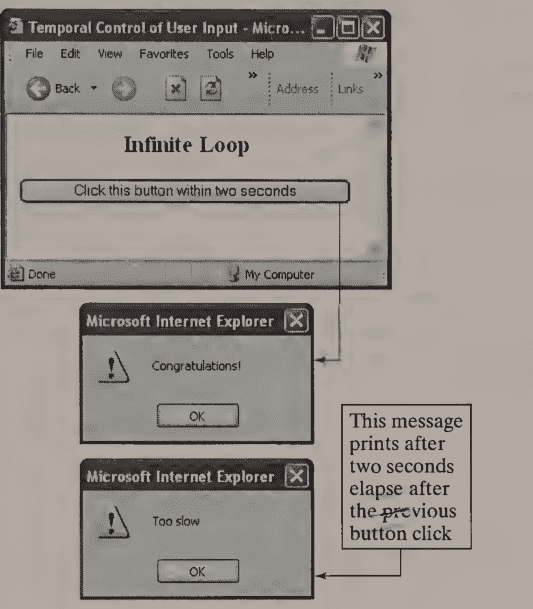 Temporal Control of User Input - Micro...
File Edit View Favorites Tools Help
Back » Address Links »
Infinite Loop
Click this button within two seconds
Done My Computer
Microsoft Internet Explorer
Congratulations!
OK
Microsoft Internet Explorer
Too slow
OK
This message
prints after
two seconds
elapse after
the previous
button click